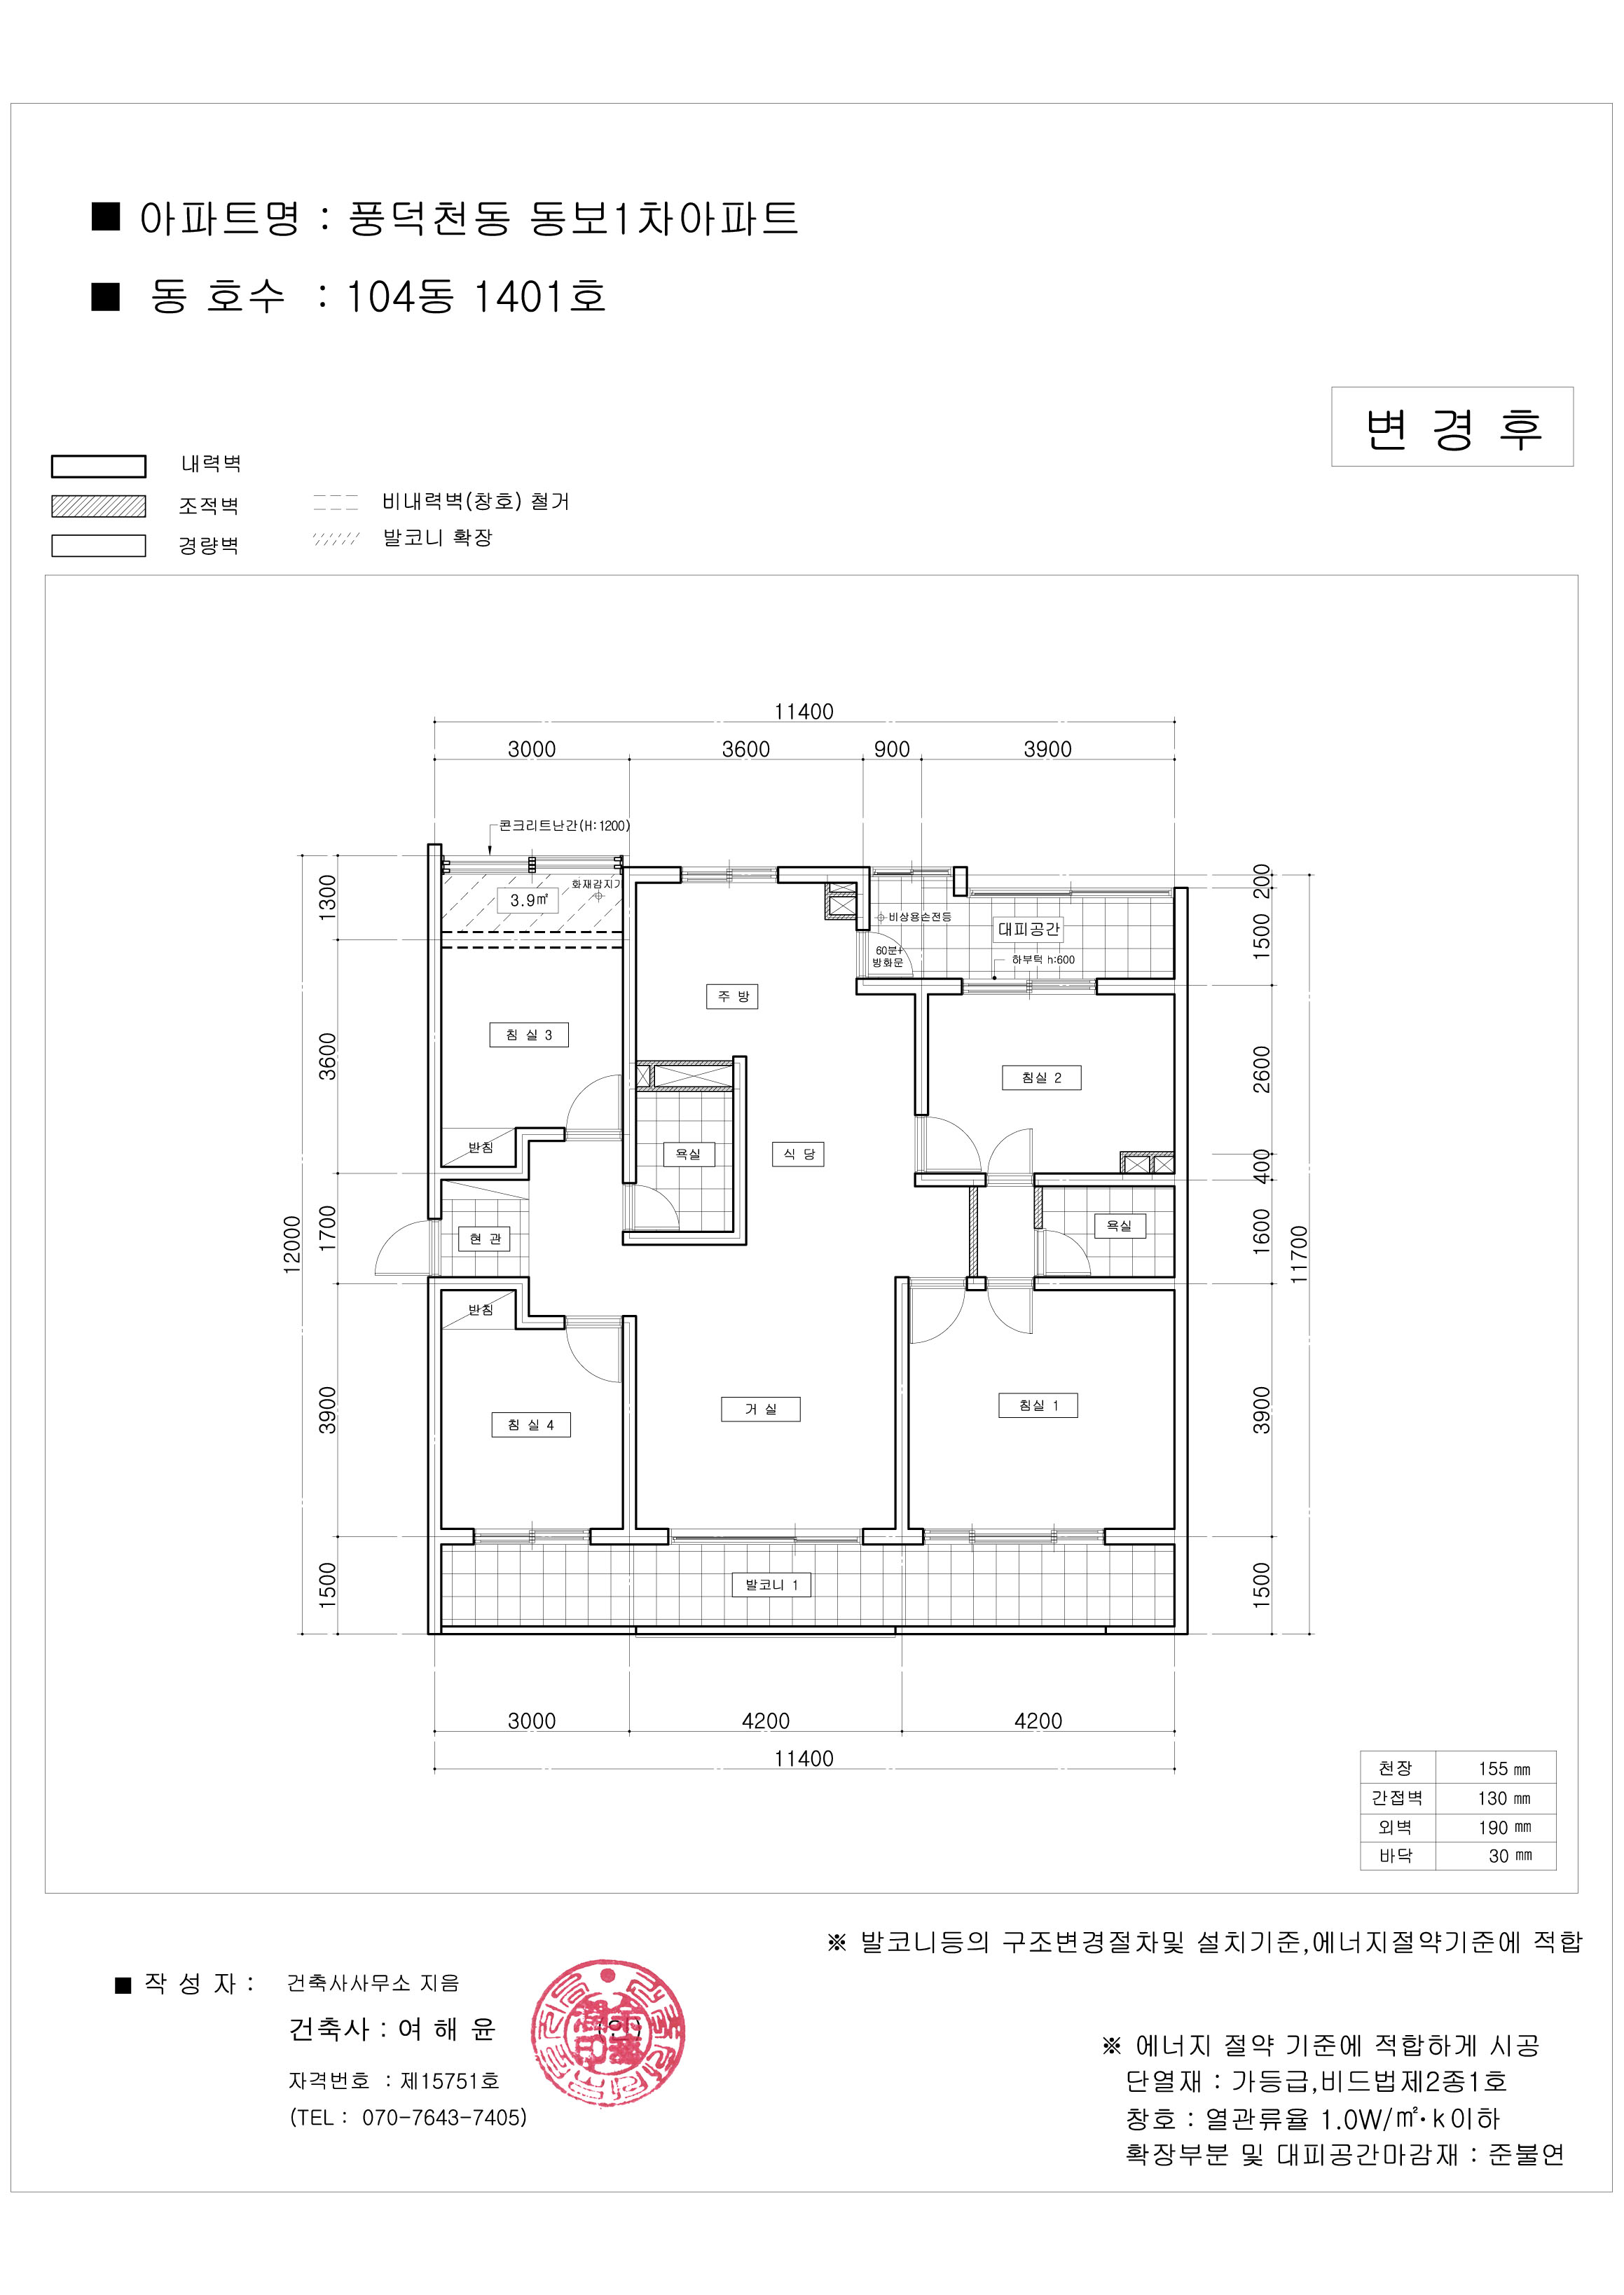 ■ 아파트명 : 풍덕천동 동보1차아파트
■ 동 호수 : 104동 1401호
변 경 후
내력벽
조적벽
경량벽
비내력벽(창호) 철거
발코니 확장
11400
3000 3600 900 3900
콘크리트난간(H:1200)
화재감지기
3.9㎡
비상용손전등
대피공간
60분+
방화문
하부턱 h:600
주 방
침 실 3
침실 2
반침
욕실
식 당
현 관
욕실
반침
침실 1
거 실
침 실 4
발코니 1
12000
1300
3600
1700
3900
1500
200
1500
2600
400
1600
3900
1500
11700
3000 4200 4200
11400
천장 155 ㎜
간접벽 130 ㎜
외벽 190 ㎜
바닥 30 ㎜
※ 발코니등의 구조변경절차및 설치기준,에너지절약기준에 적합
■ 작 성 자 : 건축사사무소 지음
건축사 : 여 해 윤 (인)
자격번호 : 제15751호
(TEL : 070-7643-7405)
※ 에너지 절약 기준에 적합하게 시공
단열재 : 가등급,비드법제2종1호
창호 : 열관류율 1.0W/㎡·k이하
확장부분 및 대피공간마감재 : 준불연